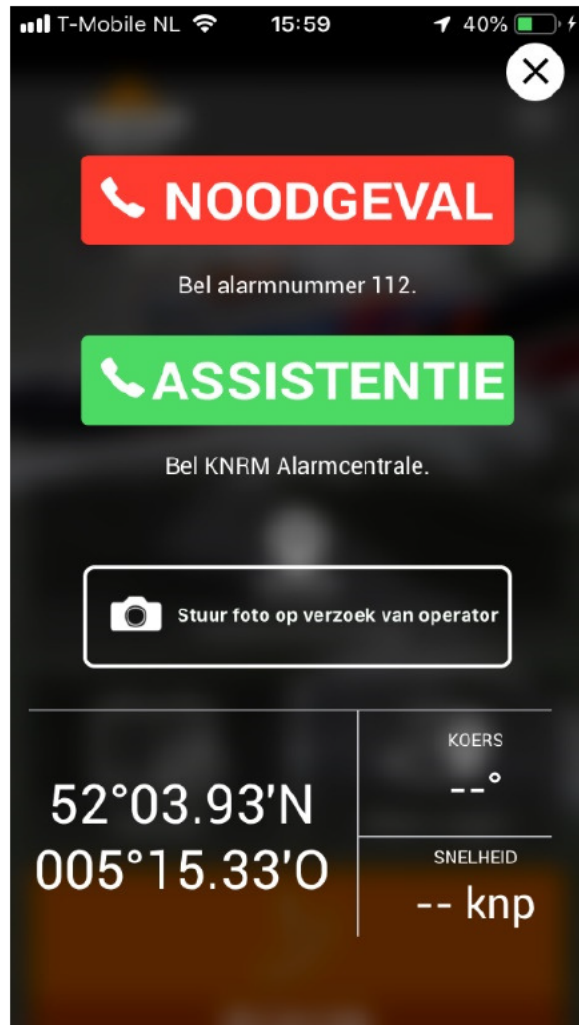 T-Mobile NL 15:59 40%
NOODGEVAL
Bel alarmnummer 112.
ASSISTENTIE
Bel KNRM Alarmcentrale.
Stuur foto op verzoek van operator
52°03.93'N
005°15.33'O
KOERS
--°
SNELHEID
-- knp